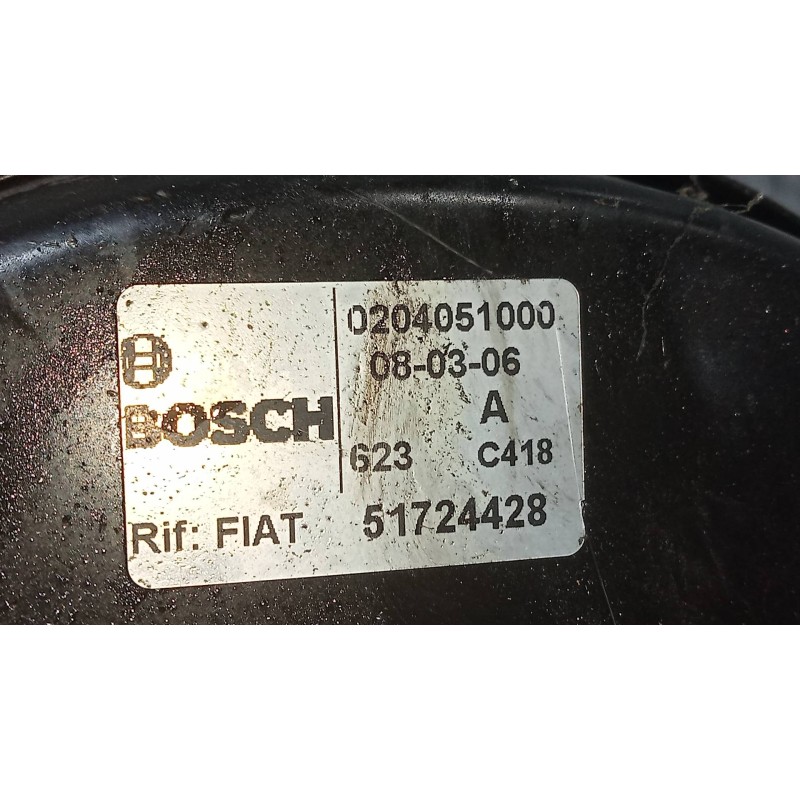 BOSCH
0204051000
08-03-06
A
623 C418
Rif: FIAT 51724428